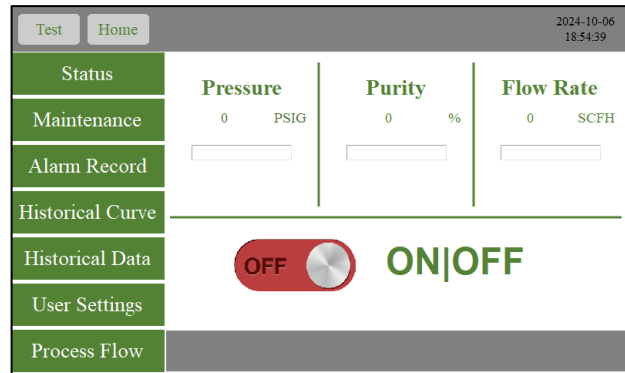 Test Home
2024-10-06
18:54:39
Status
Maintenance
Alarm Record
Historical Curve
Historical Data
User Settings
Process Flow
Pressure Purity Flow Rate
0 PSIG 0 % 0 SCFH
OFF ON|OFF